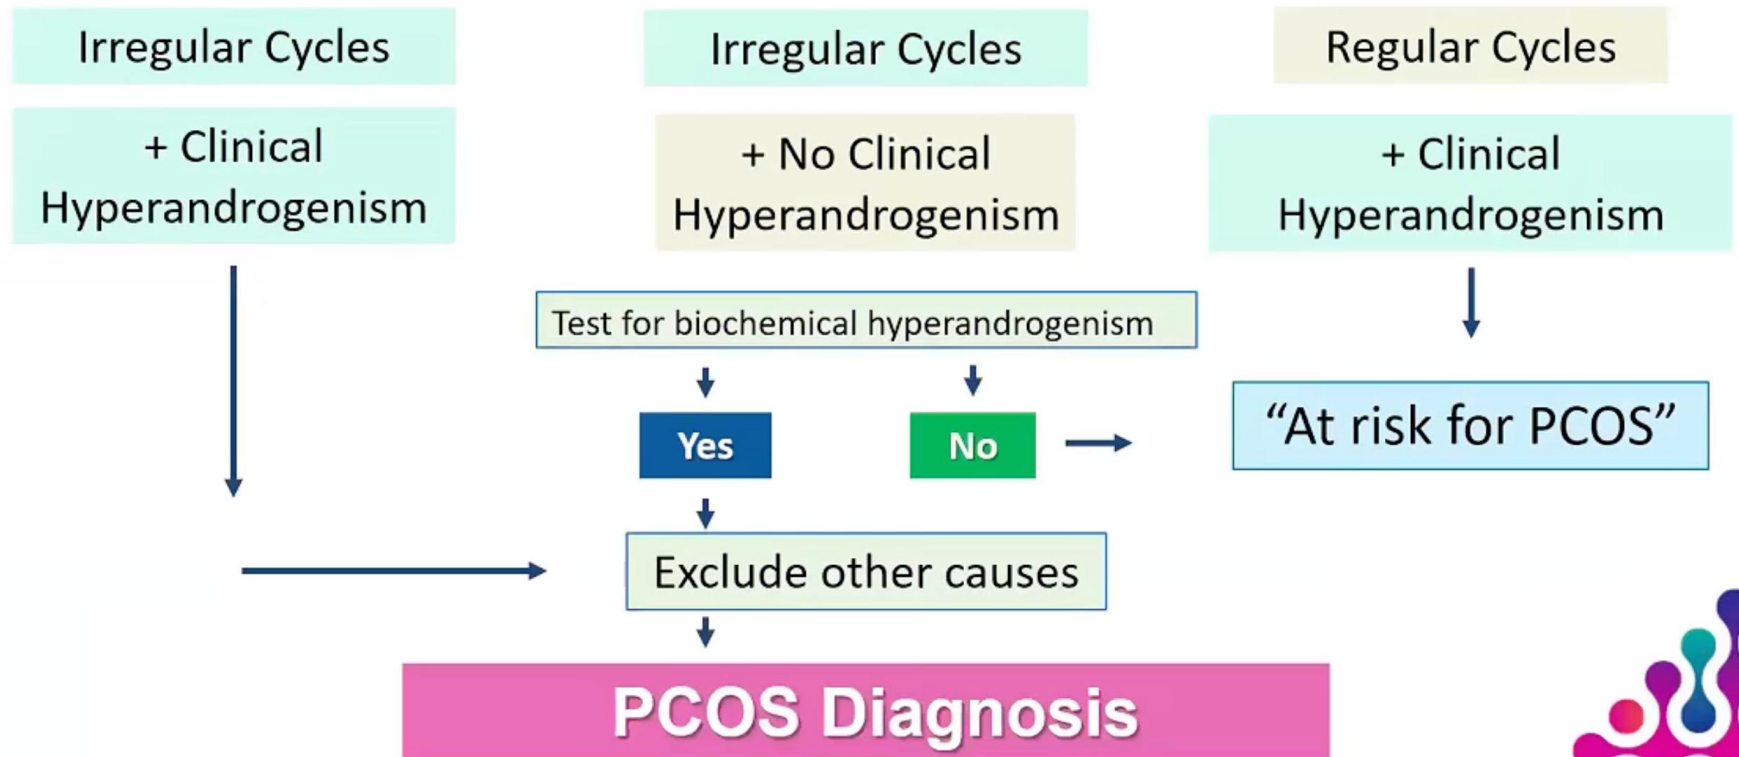 Irregular Cycles
+ Clinical
Hyperandrogenism
Irregular Cycles
+ No Clinical
Hyperandrogenism
Regular Cycles
+ Clinical
Hyperandrogenism
Test for biochemical hyperandrogenism
Yes
No
“At risk for PCOS”
Exclude other causes
PCOS Diagnosis